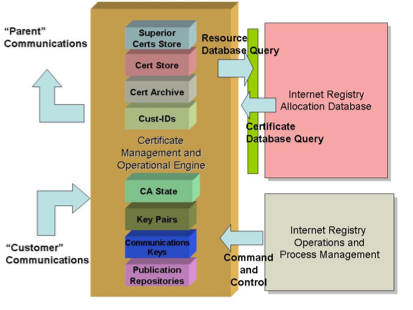 “Parent”
Communications
Superior
Certs Store
Cert Store
Cert Archive
Cust-IDs
Certificate
Management and
Operational Engine
CA State
Key Pairs
Communications
Keys
Publication
Repositories
“Customer”
Communications
Resource
Database Query
Certificate
Database Query
Internet Registry
Allocation Database
Command
and
Control
Internet Registry
Operations and
Process Management